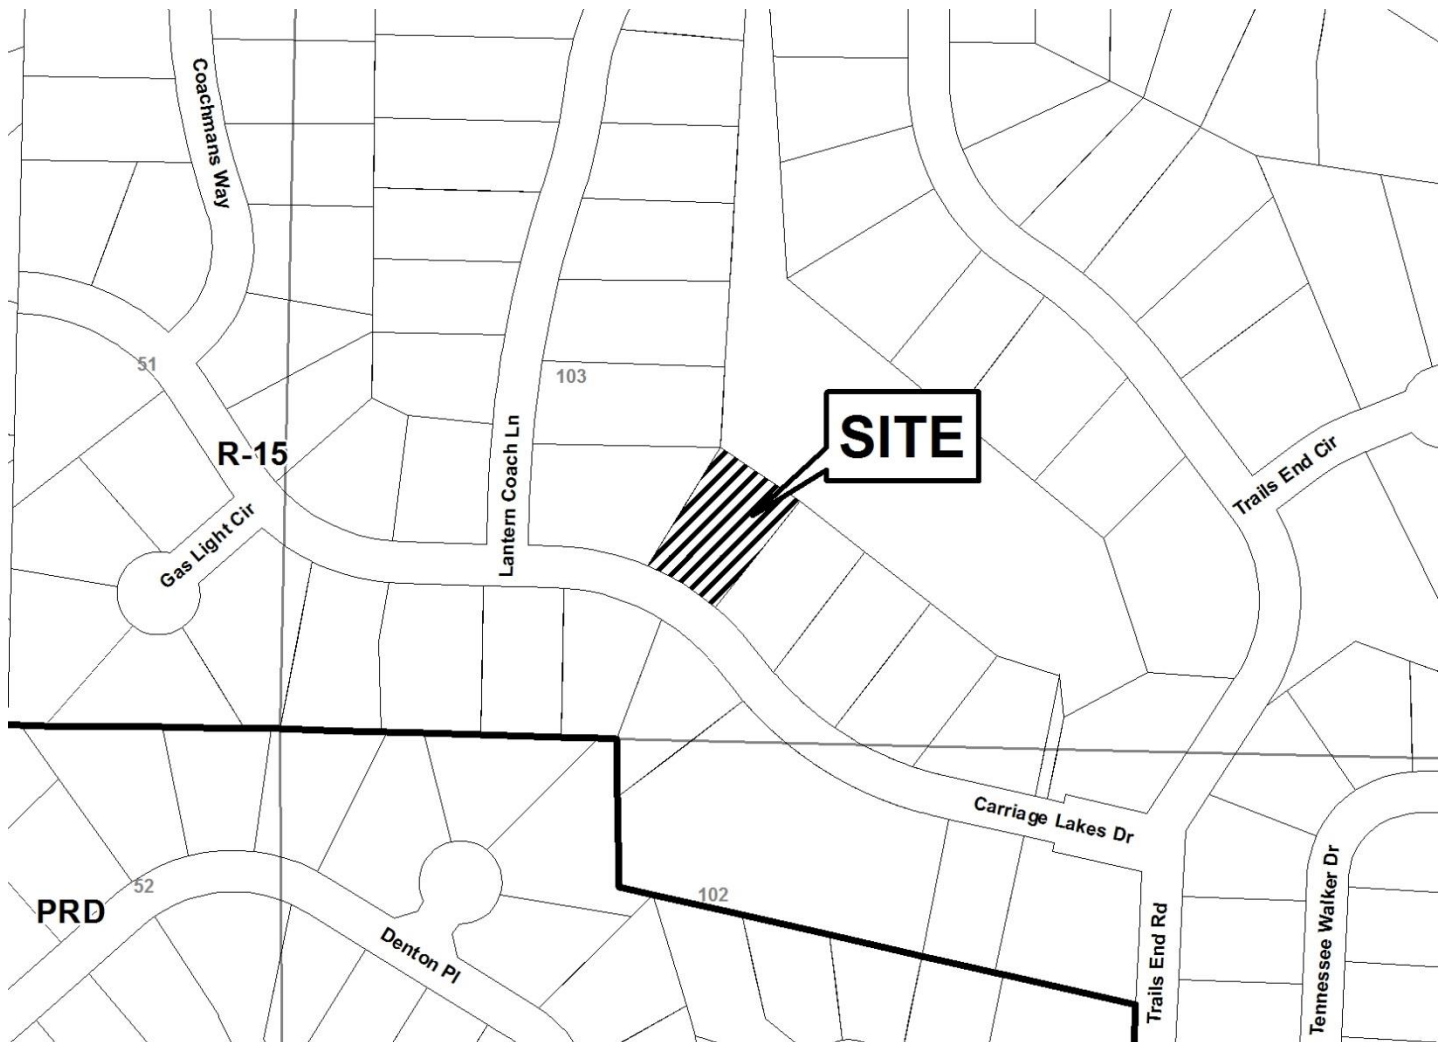 Coachmans Way
51
103
R-15
SITE
Lantern Coach Ln
Trails End Cir
Gas Light Cir
Carriage Lakes Dr
52
102
PRD
Denton Pl
Trails End Rd
Tennessee Walker Dr